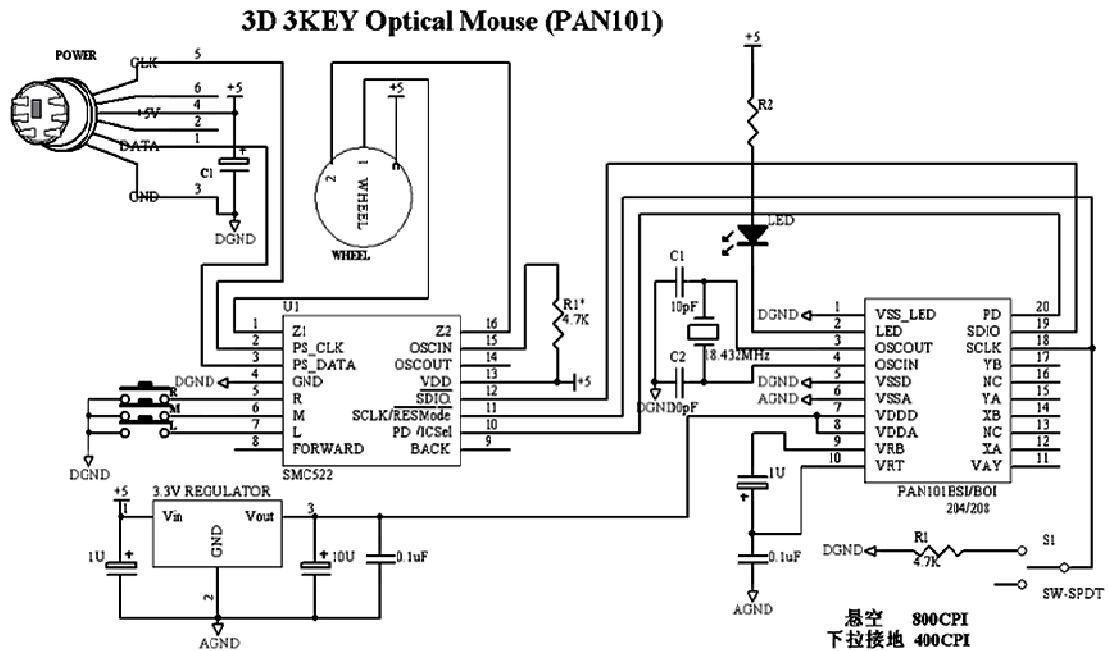 3D 3KEY Optical Mouse (PAN101)
POWER
CLK 5
6 +5
+5V 4
2
DATA 1
C1 +
GND 3
DGND
2 1 3
+5
WHEEL
WHEEL
+5
R2
LED
U1
1 Z1 Z2 16
2 PS_CLK OSCIN 15
3 PS_DATA OSCOUT 14
DGND 4 GND VDD 13 +5
R 5 R SDIO 12
M 6 M SCLK/RESMode 11
L 7 L PD /ICSel 10
8 FORWARD BACK 9
DGND
SMC522
R1'
4.7K
C1
10pF
18.432MHz
C2
DGND
0pF
DGND 1 VSS_LED PD 20
2 LED SDIO 19
3 OSCOUT SCLK 18
4 OSCIN YB 17
DGND 5 VSSD NC 16
AGND 6 VSSA YA 15
7 VDDD XB 14
8 VDDA NC 13
9 VRB XA 12
10 VRT VAY 11
PAN101BSI/BOI
204/208
+5 1
3.3V REGULATOR
Vin Vout 3
GND
1U +
+ 10U
0.1uF
2
AGND
1U
+
0.1uF
AGND
DGND R1
4.7K
S1
SW-SPDT
悬空 800CPI
下拉接地 400CPI